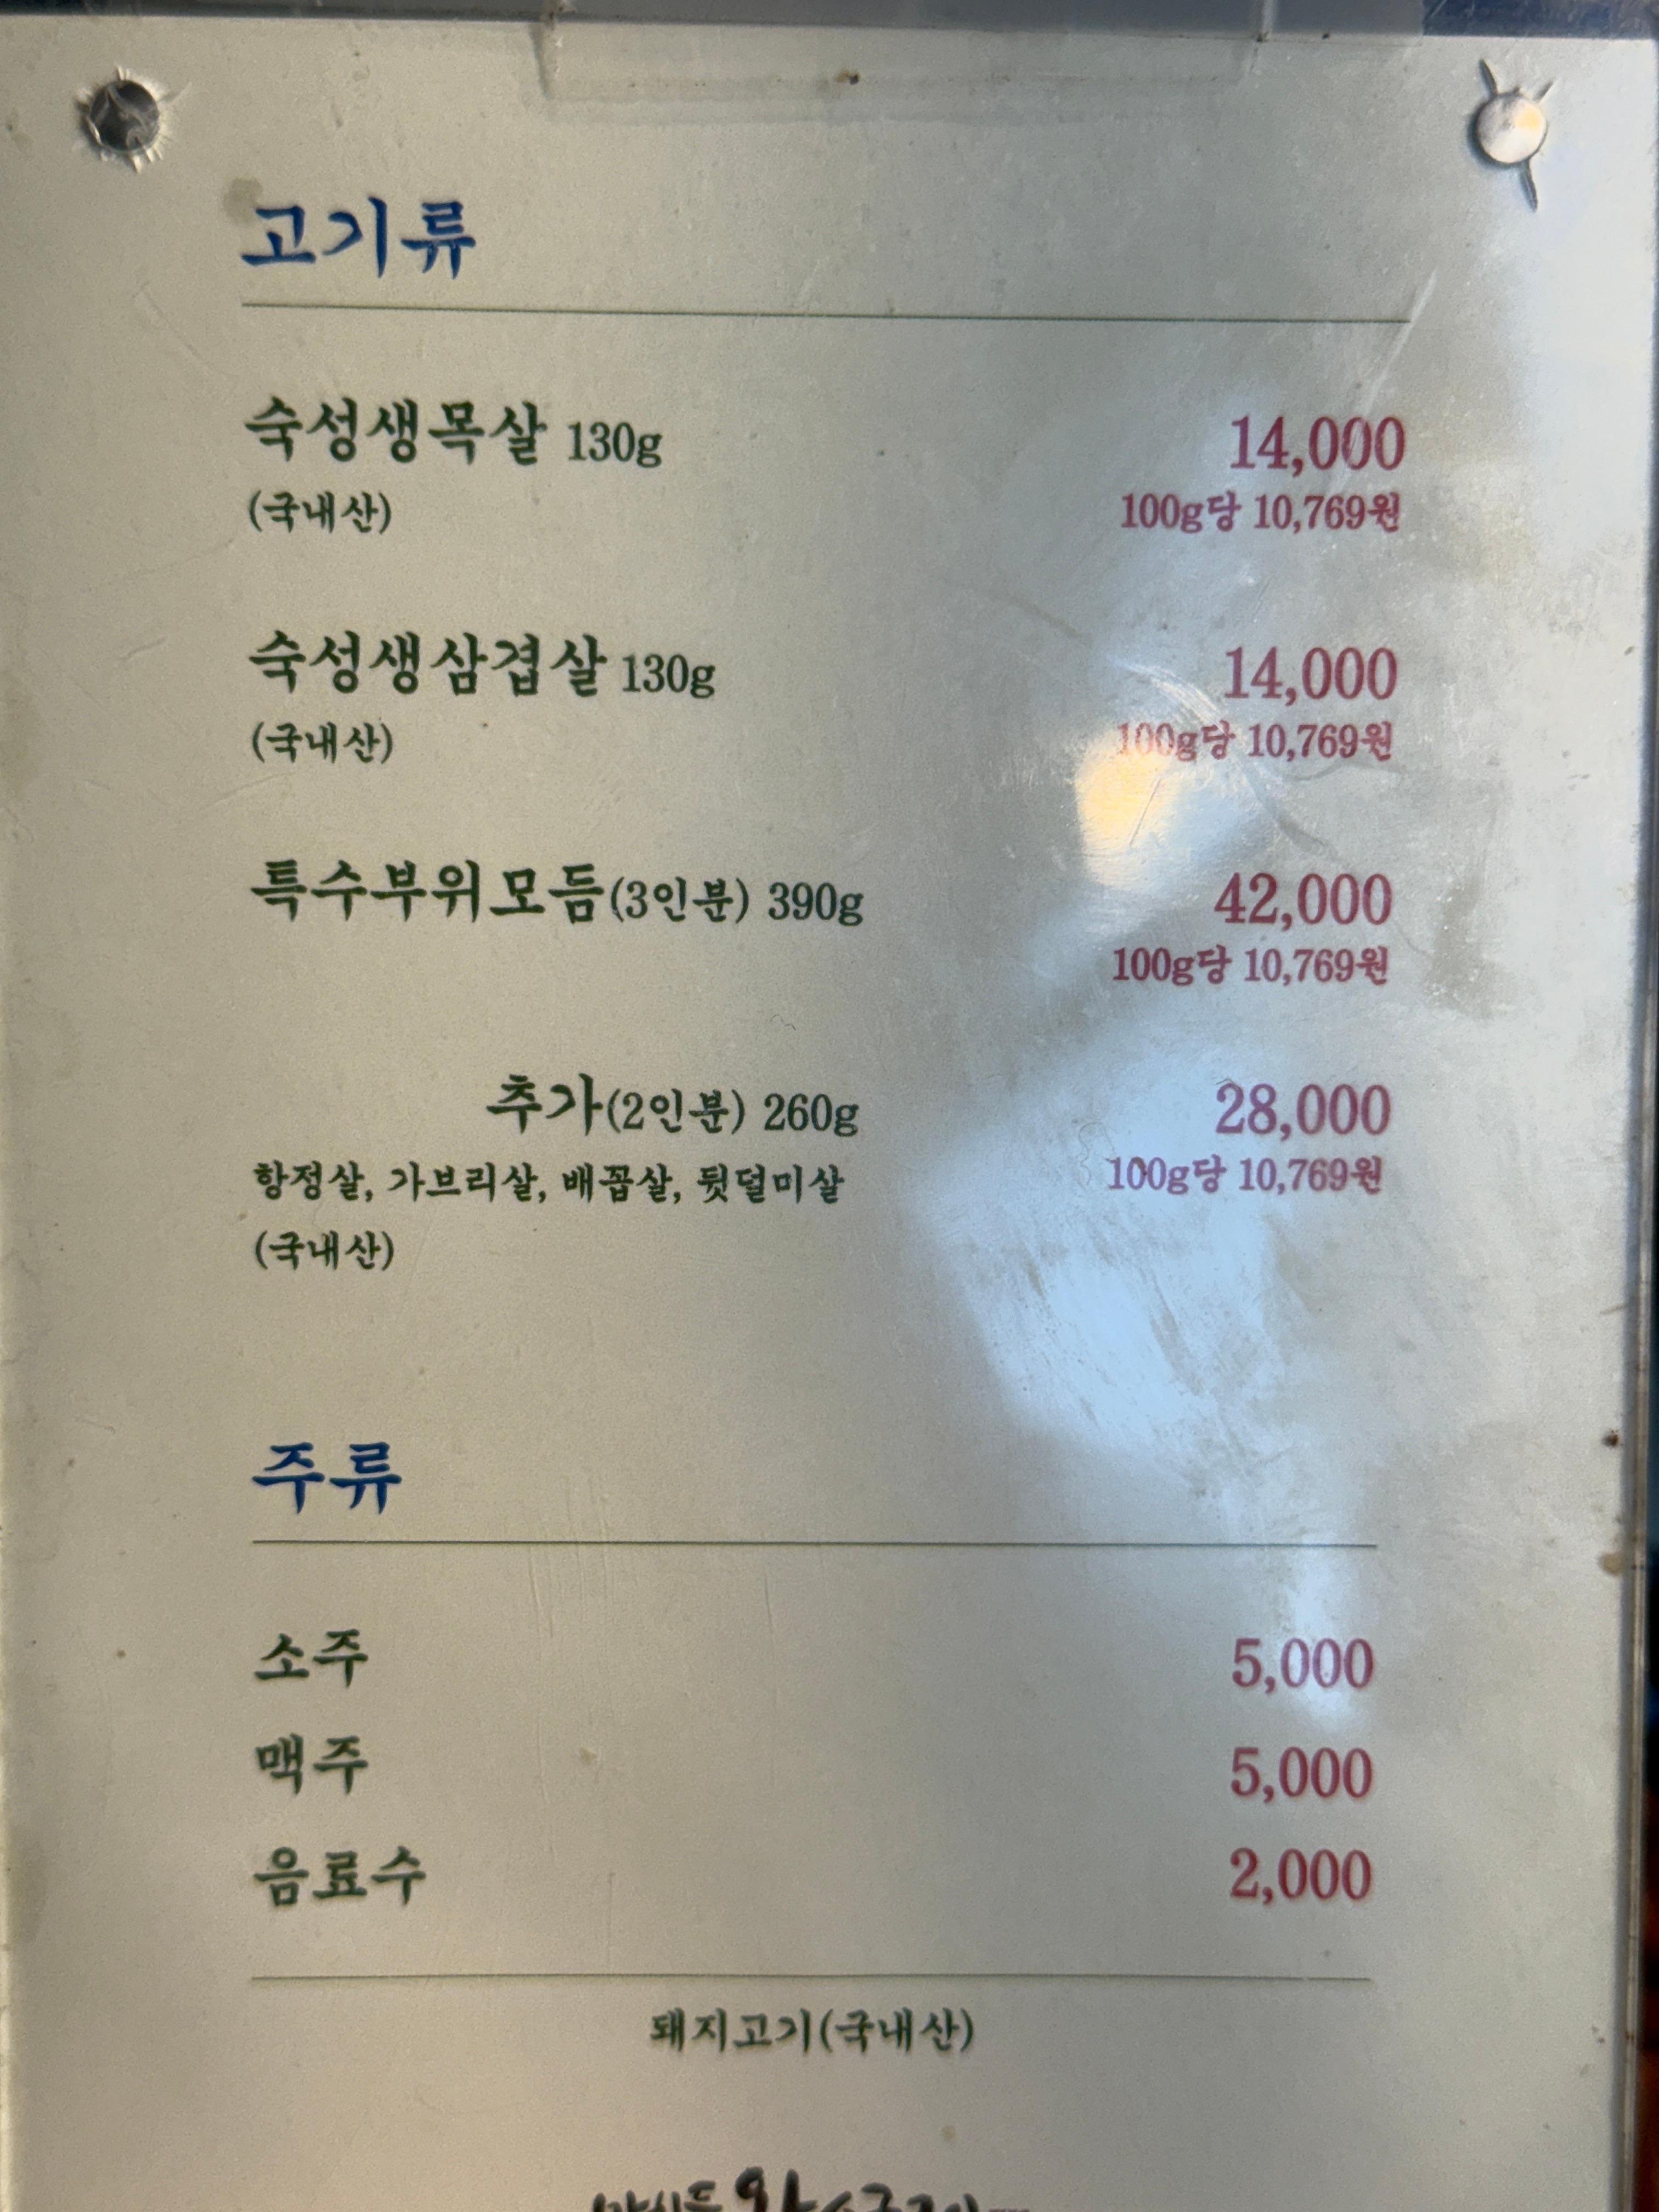 고기류
숙성생목살 130g 14,000
(국내산) 100g당 10,769원
숙성생삼겹살 130g 14,000
(국내산) 100g당 10,769원
특수부위모듬(3인분) 390g 42,000
100g당 10,769원
추가(2인분) 260g 28,000
항정살, 가브리살, 배꼽살, 뒷덜미살 100g당 10,769원
(국내산)
주류
소주 5,000
맥주 5,000
음료수 2,000
돼지고기(국내산)